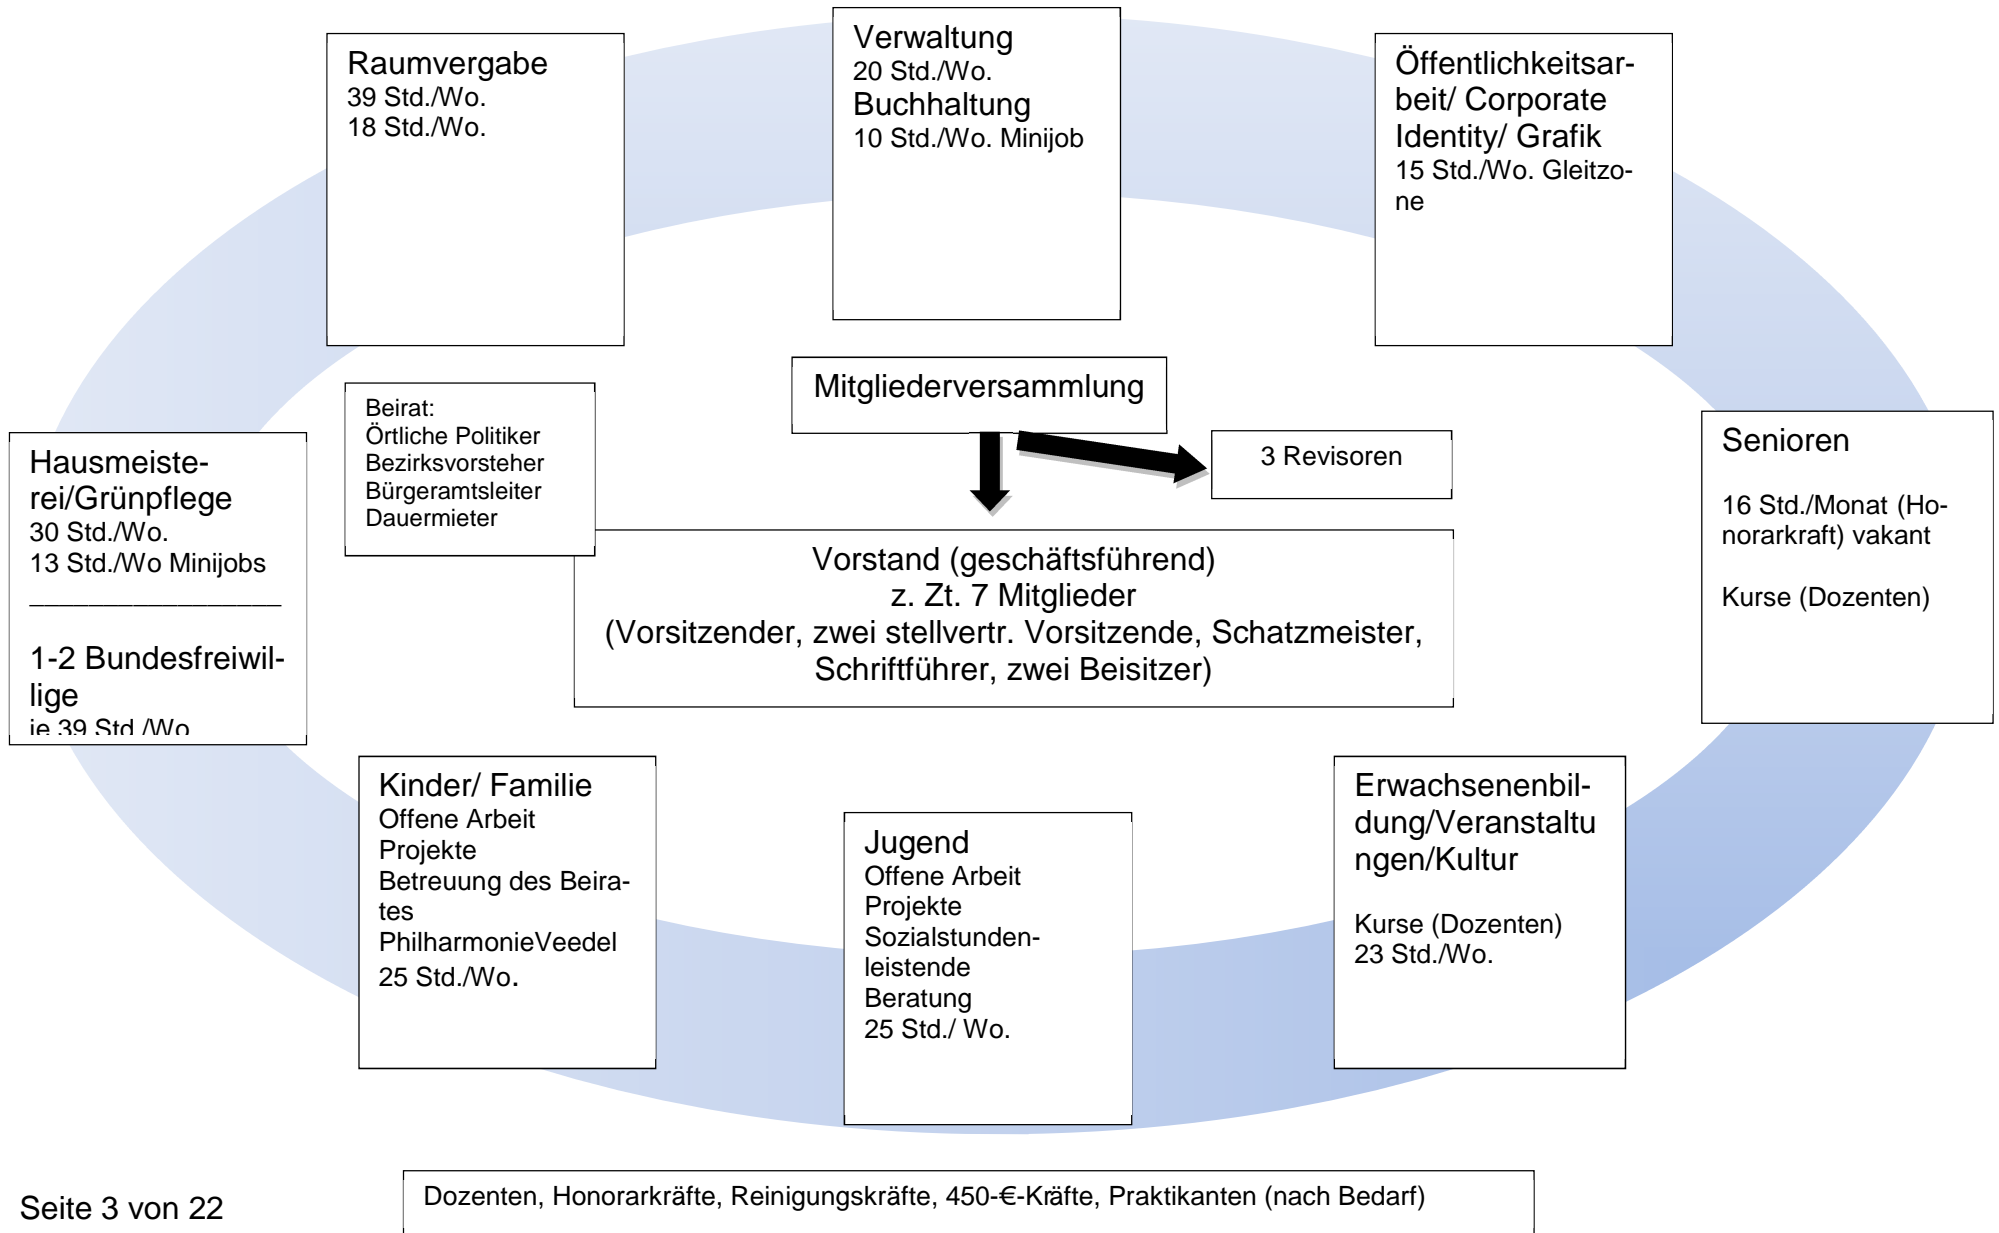 Raumvergabe
39 Std./Wo.
18 Std./Wo.
Verwaltung
20 Std./Wo.
Buchhaltung
10 Std./Wo. Minijob
Öffentlichkeitsar-
beit/ Corporate
Identity/ Grafik
15 Std./Wo. Gleitzo-
ne
Mitgliederversammlung
Beirat:
Örtliche Politiker
Bezirksvorsteher
Bürgeramtsleiter
Dauermieter
3 Revisoren
Hausmeiste-
rei/Grünpflege
30 Std./Wo.
13 Std./Wo Minijobs
__________________
1-2 Bundesfreiwil-
lige
je 39 Std./Wo
Senioren
16 Std./Monat (Ho-
norarkraft) vakant
Kurse (Dozenten)
Vorstand (geschäftsführend)
z. Zt. 7 Mitglieder
(Vorsitzender, zwei stellvertr. Vorsitzende, Schatzmeister,
Schriftführer, zwei Beisitzer)
Kinder/ Familie
Offene Arbeit
Projekte
Betreuung des Beira-
tes
PhilharmonieVeedel
25 Std./Wo.
Jugend
Offene Arbeit
Projekte
Sozialstunden-
leistende
Beratung
25 Std./ Wo.
Erwachsenenbil-
dung/Veranstaltu
ngen/Kultur
Kurse (Dozenten)
23 Std./Wo.
Seite 3 von 22
Dozenten, Honorarkräfte, Reinigungskräfte, 450-€-Kräfte, Praktikanten (nach Bedarf)